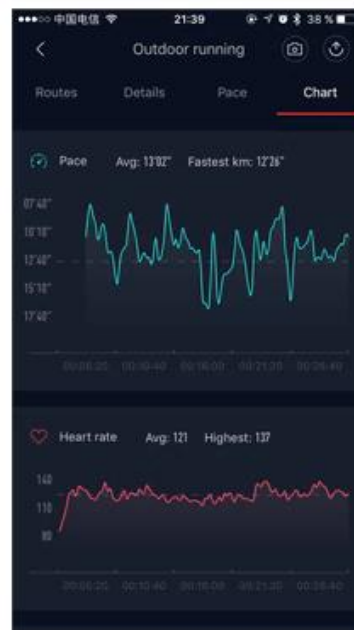 中国电信 21:39 38 %
Outdoor running
Routes Details Pace Chart
Pace Avg: 13'02" Fastest km: 12'26"
07'40"
10'10"
12'40"
15'10"
17'40"
00:05:20 00:10:40 00:16:00 00:21:20 00:26:40
Heart rate Avg: 121 Highest: 137
140
110
80
00:05:20 00:10:40 00:16:00 00:21:20 00:26:40